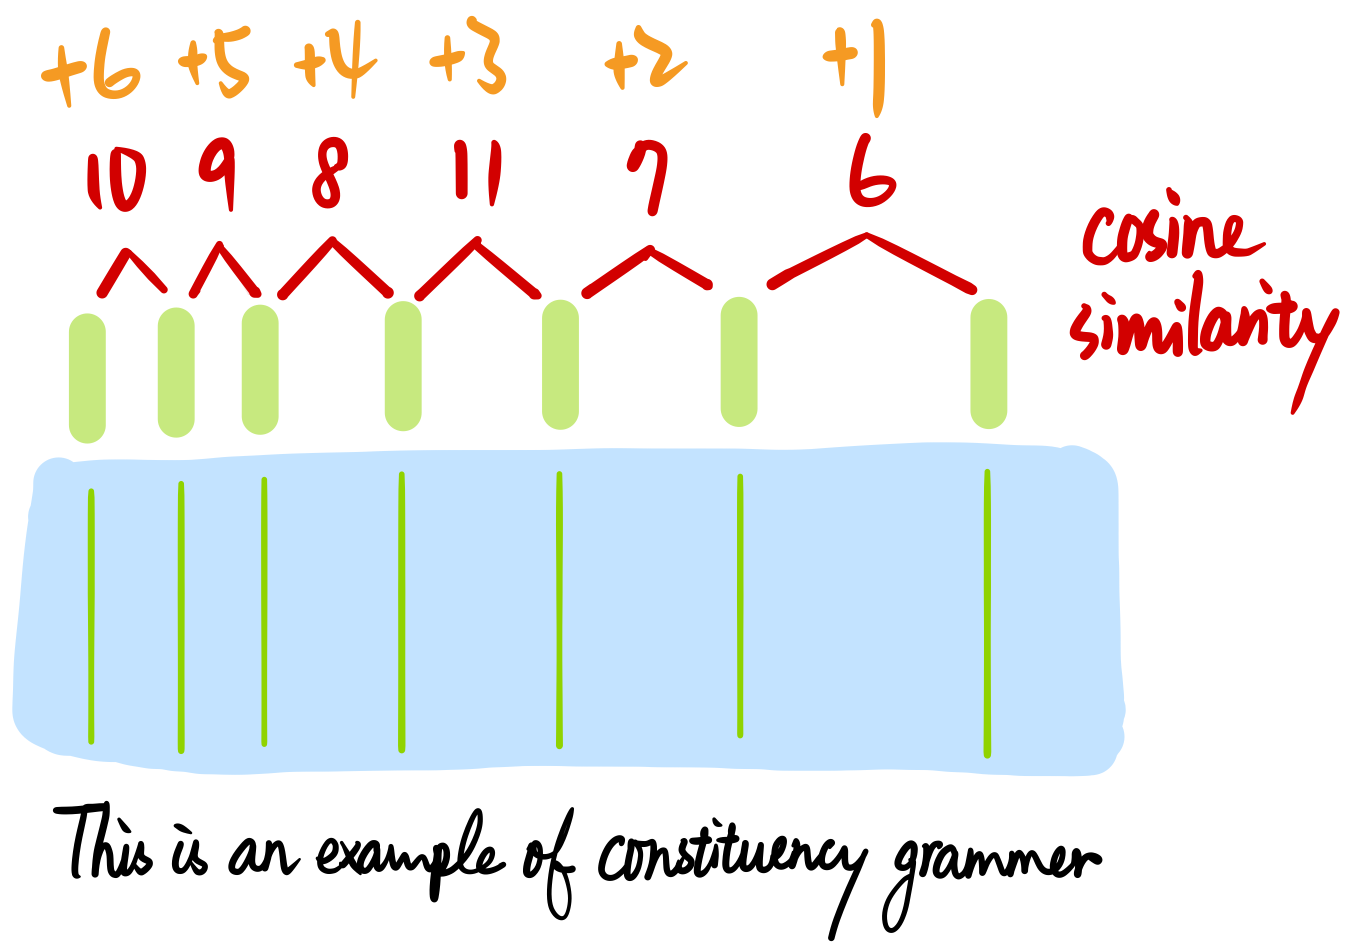 +6 +5 +4 +3 +2 +1
10 9 8 11 7 6
cosine
similarity
This is an example of constituency grammer